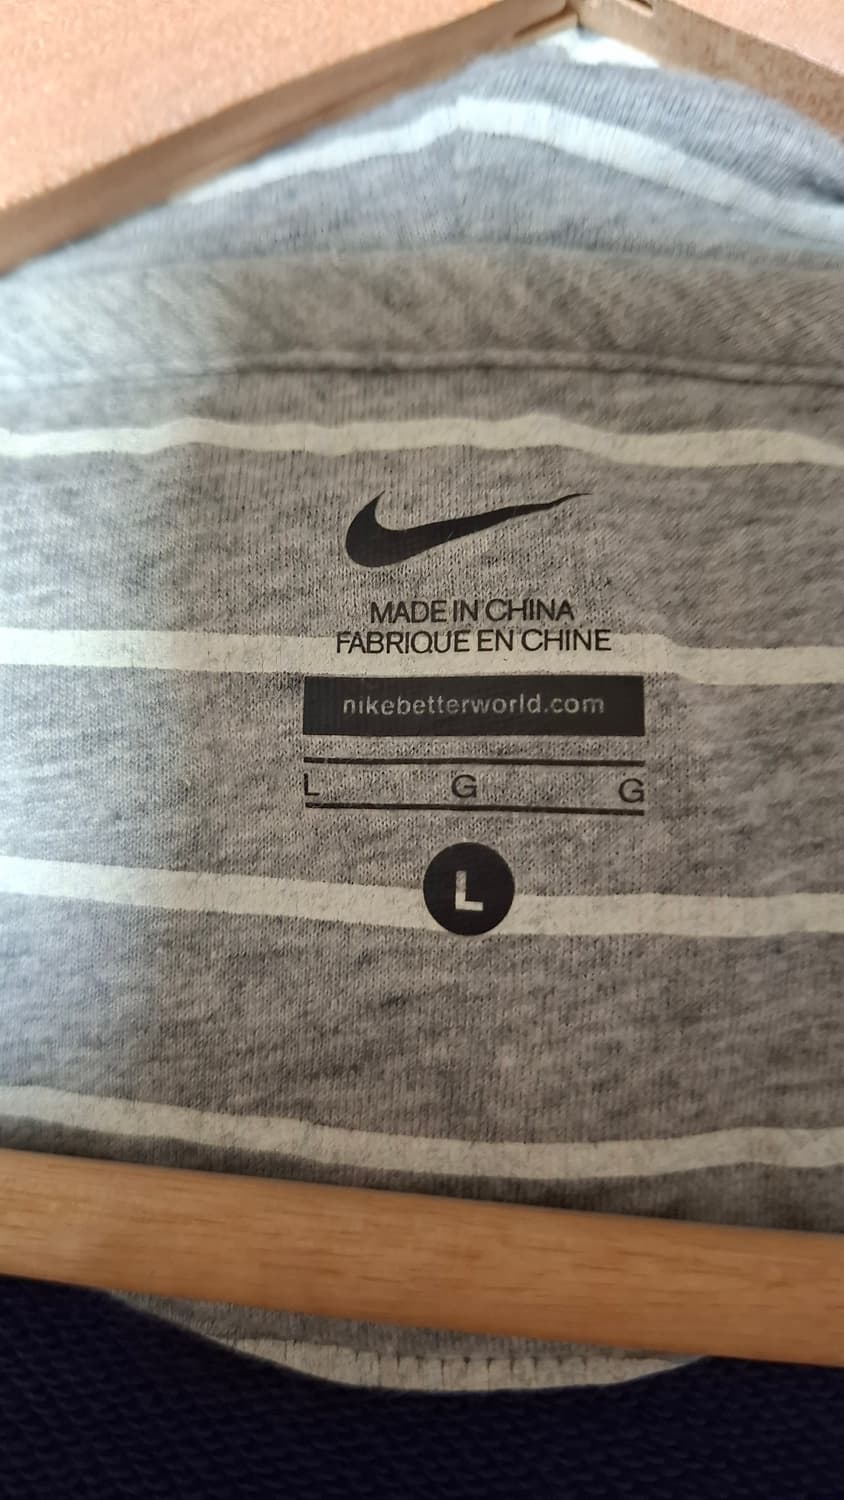 MADE IN CHINA
FABRIQUE EN CHINE
nikebetterworld.com
L G G
L